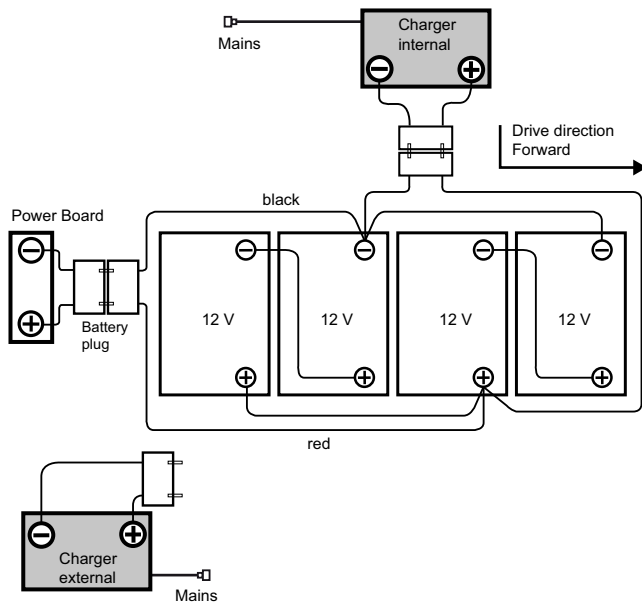 Charger
internal
Mains
Drive direction
Forward
black
Power Board
12 V
12 V
12 V
12 V
Battery
plug
red
Charger
external
Mains